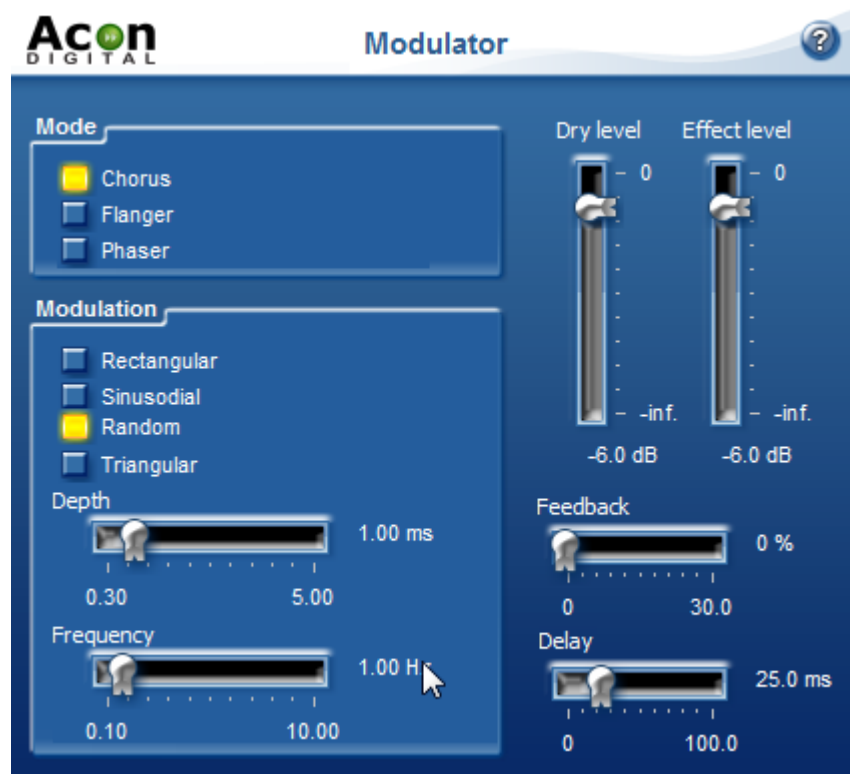 Acon
DIGITAL
Modulator
?
Mode
Chorus
Flanger
Phaser
Modulation
Rectangular
Sinusodial
Random
Triangular
Depth
1.00 ms
0.30 5.00
Frequency
1.00 H
0.10 10.00
Dry level Effect level
0 0
-inf. -inf.
-6.0 dB -6.0 dB
Feedback
0 %
0 30.0
Delay
25.0 ms
0 100.0